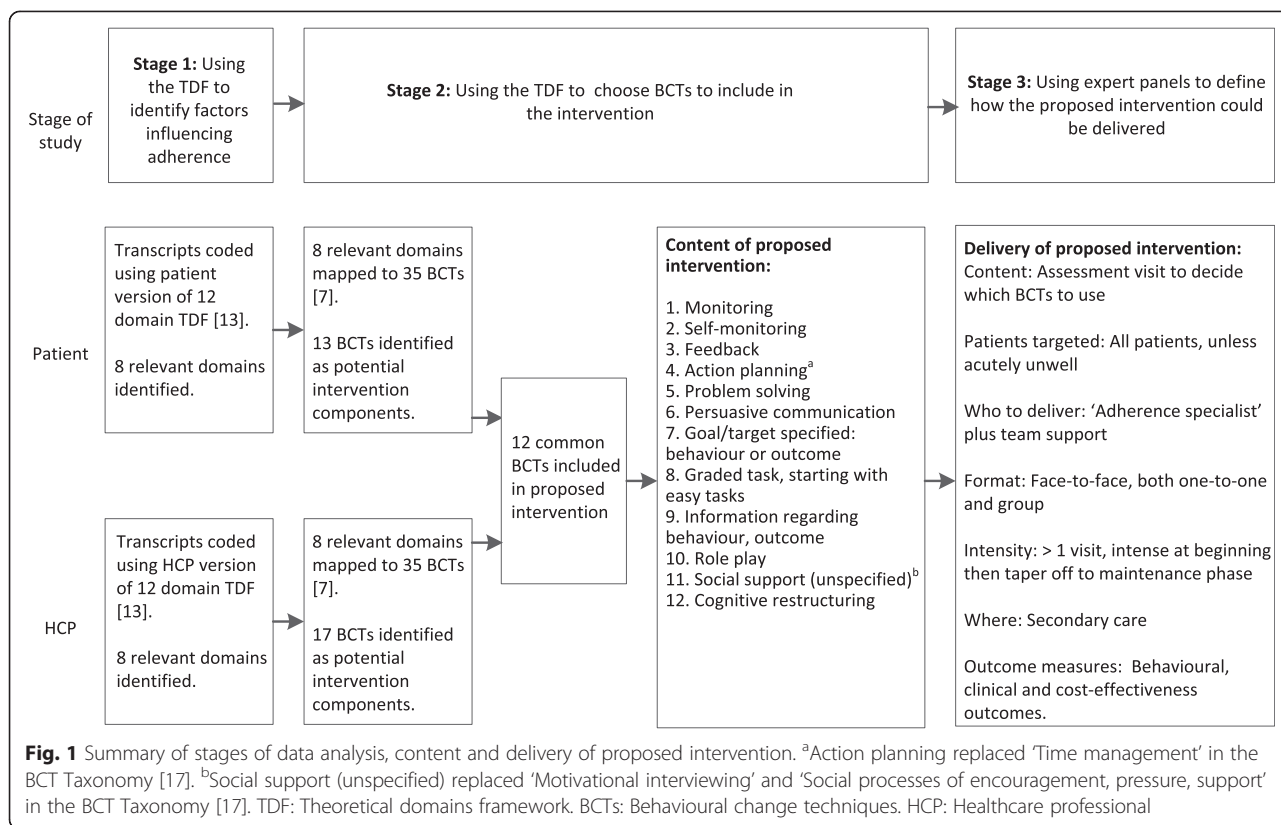 Stage of
study
Stage 1: Using
the TDF to
identify factors
influencing
adherence
Stage 2: Using the TDF to choose BCTs to include in
the intervention
Stage 3: Using expert panels to define
how the proposed intervention could
be delivered
Patient
Transcripts coded
using patient
version of 12
domain TDF [13].
8 relevant domains
identified.
8 relevant domains
mapped to 35 BCTs
[7].
13 BCTs identified
as potential
intervention
components.
HCP
Transcripts coded
using HCP version
of 12 domain TDF
[13].
8 relevant domains
identified.
8 relevant domains
mapped to 35 BCTs
[7].
17 BCTs identified
as potential
intervention
components.
12 common
BCTs included
in proposed
intervention
Content of proposed
intervention:
1. Monitoring
2. Self-monitoring
3. Feedback
4. Action planning^a
5. Problem solving
6. Persuasive communication
7. Goal/target specified:
behaviour or outcome
8. Graded task, starting with
easy tasks
9. Information regarding
behaviour, outcome
10. Role play
11. Social support (unspecified)^b
12. Cognitive restructuring
Delivery of proposed intervention:
Content: Assessment visit to decide
which BCTs to use
Patients targeted: All patients, unless
acutely unwell
Who to deliver: ‘Adherence specialist’
plus team support
Format: Face-to-face, both one-to-one
and group
Intensity: > 1 visit, intense at beginning
then taper off to maintenance phase
Where: Secondary care
Outcome measures: Behavioural,
clinical and cost-effectiveness
outcomes.
Fig. 1 Summary of stages of data analysis, content and delivery of proposed intervention. ^aAction planning replaced ‘Time management’ in the
BCT Taxonomy [17]. ^bSocial support (unspecified) replaced ‘Motivational interviewing’ and ‘Social processes of encouragement, pressure, support’
in the BCT Taxonomy [17]. TDF: Theoretical domains framework. BCTs: Behavioural change techniques. HCP: Healthcare professional